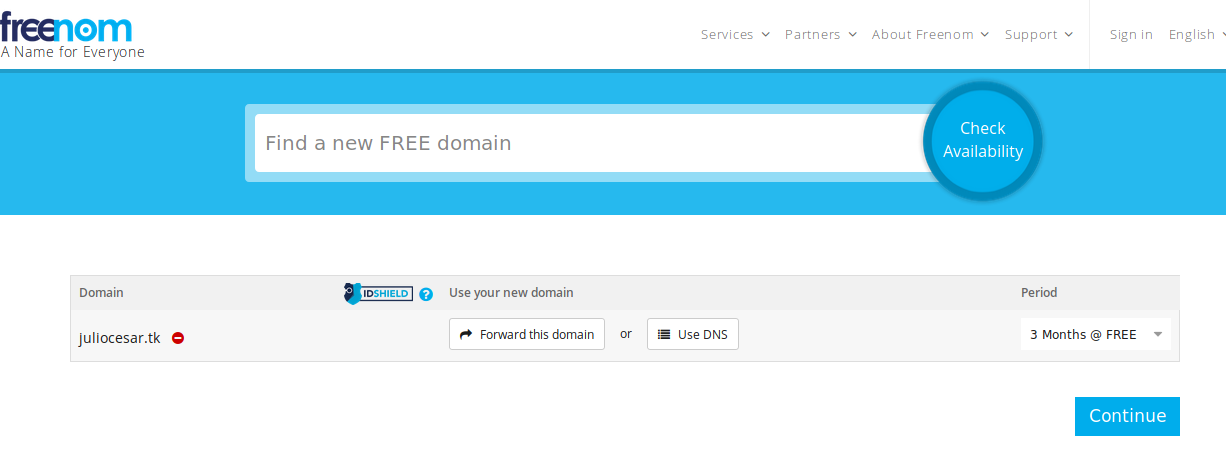 freenom
A Name for Everyone
Services Partners About Freenom Support Sign in English
Find a new FREE domain
Check
Availability
Domain IDSHIELD ? Use your new domain Period
juliocesar.tk Forward this domain or Use DNS 3 Months @ FREE
Continue